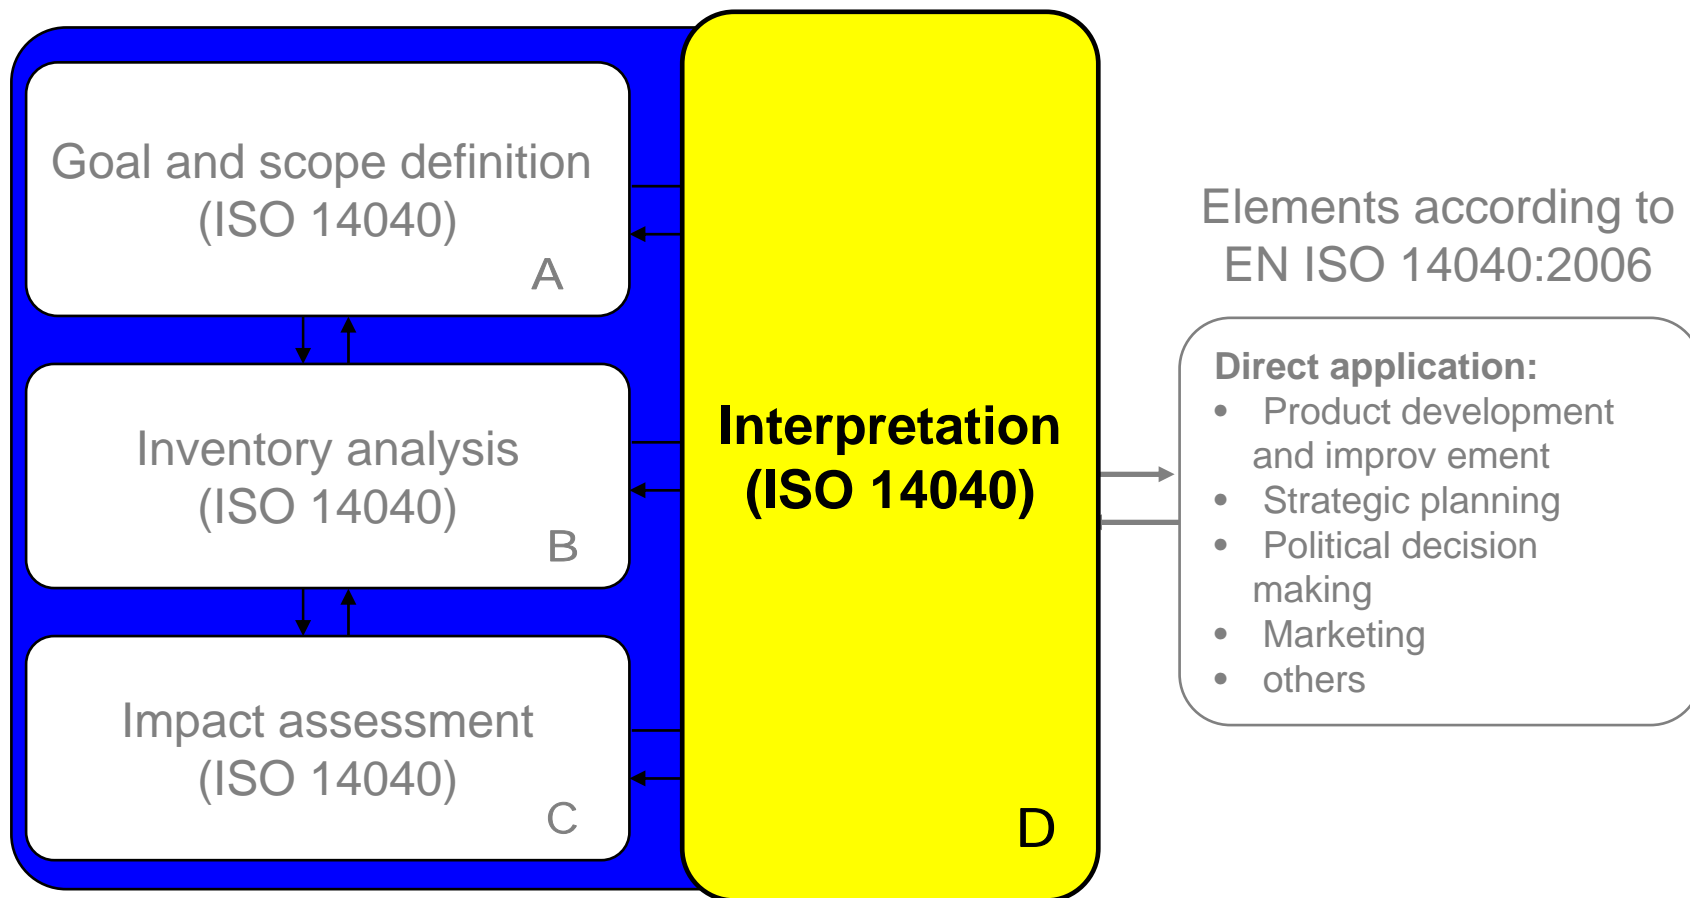 Goal and scope definition
(ISO 14040)
A
Inventory analysis
(ISO 14040)
B
Impact assessment
(ISO 14040)
C
Interpretation
(ISO 14040)
D
Elements according to
EN ISO 14040:2006
Direct application:
• Product development
and improv ement
• Strategic planning
• Political decision
making
• Marketing
• others